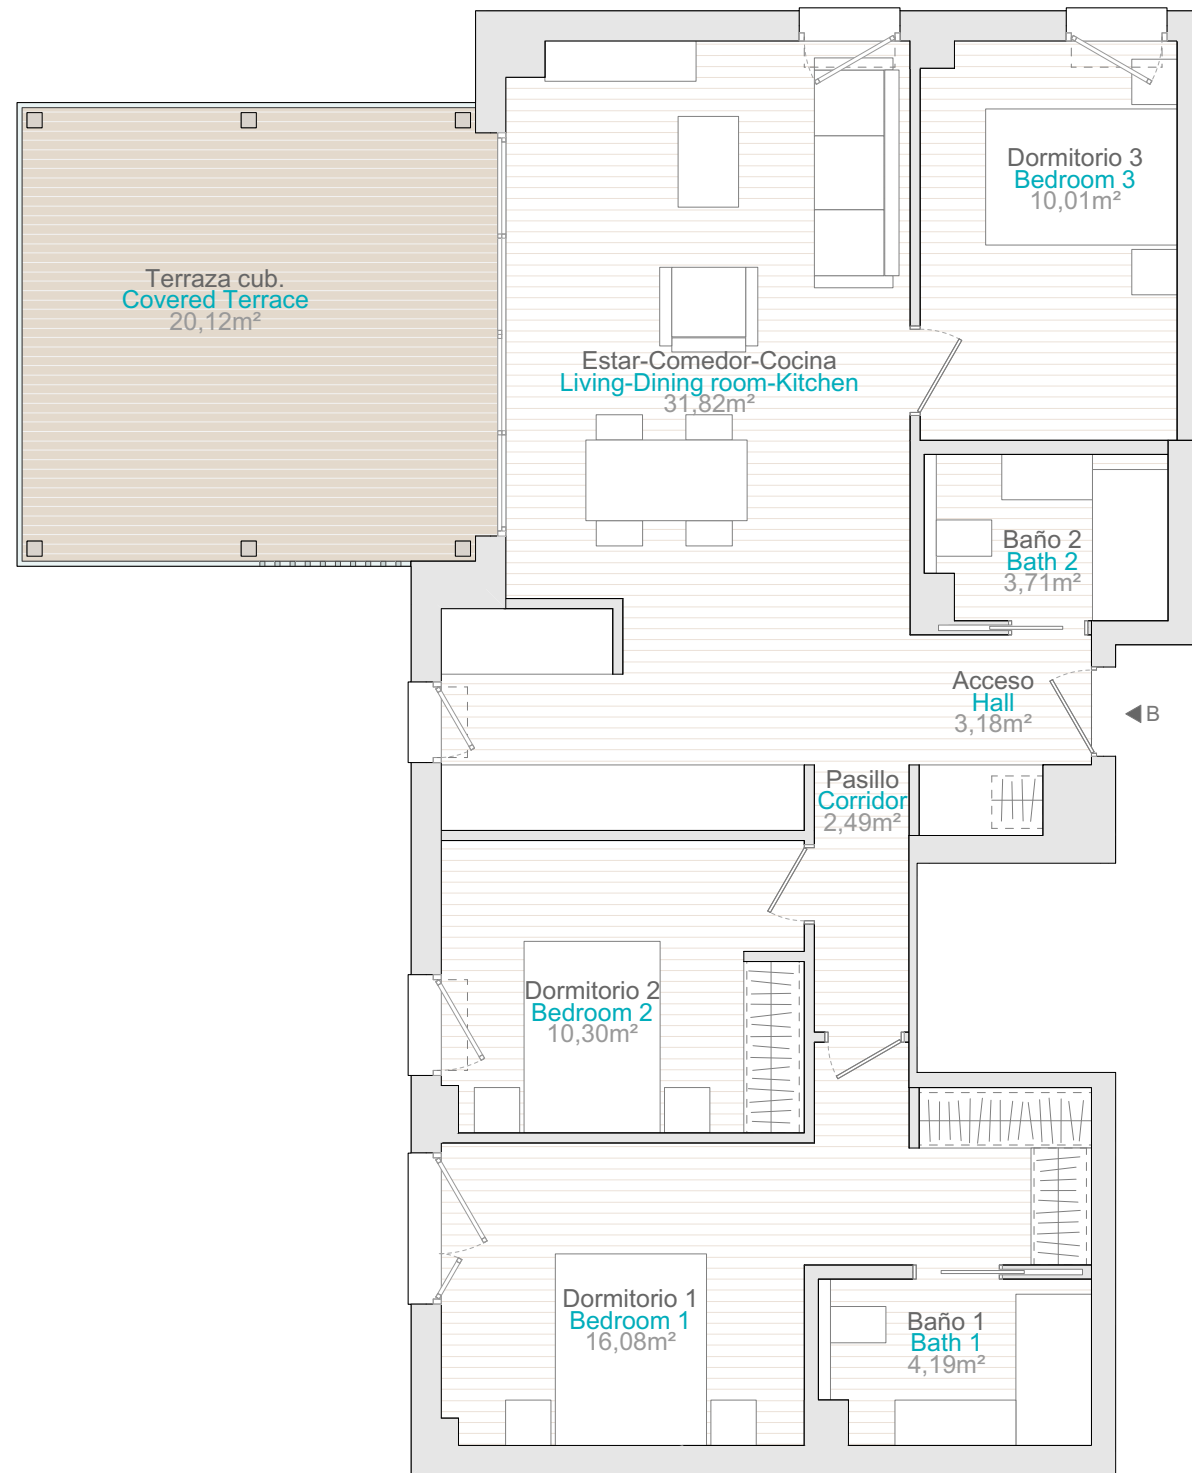 Dormitorio 3
Bedroom 3
10,01m²
Terraza cub.
Covered Terrace
20,12m²
Estar-Comedor-Cocina
Living-Dining room-Kitchen
31,82m²
Baño 2
Bath 2
3,71m²
Acceso
Hall
3,18m²
B
Pasillo
Corridor
2,49m²
Dormitorio 2
Bedroom 2
10,30m²
Dormitorio 1
Bedroom 1
16,08m²
Baño 1
Bath 1
4,19m²